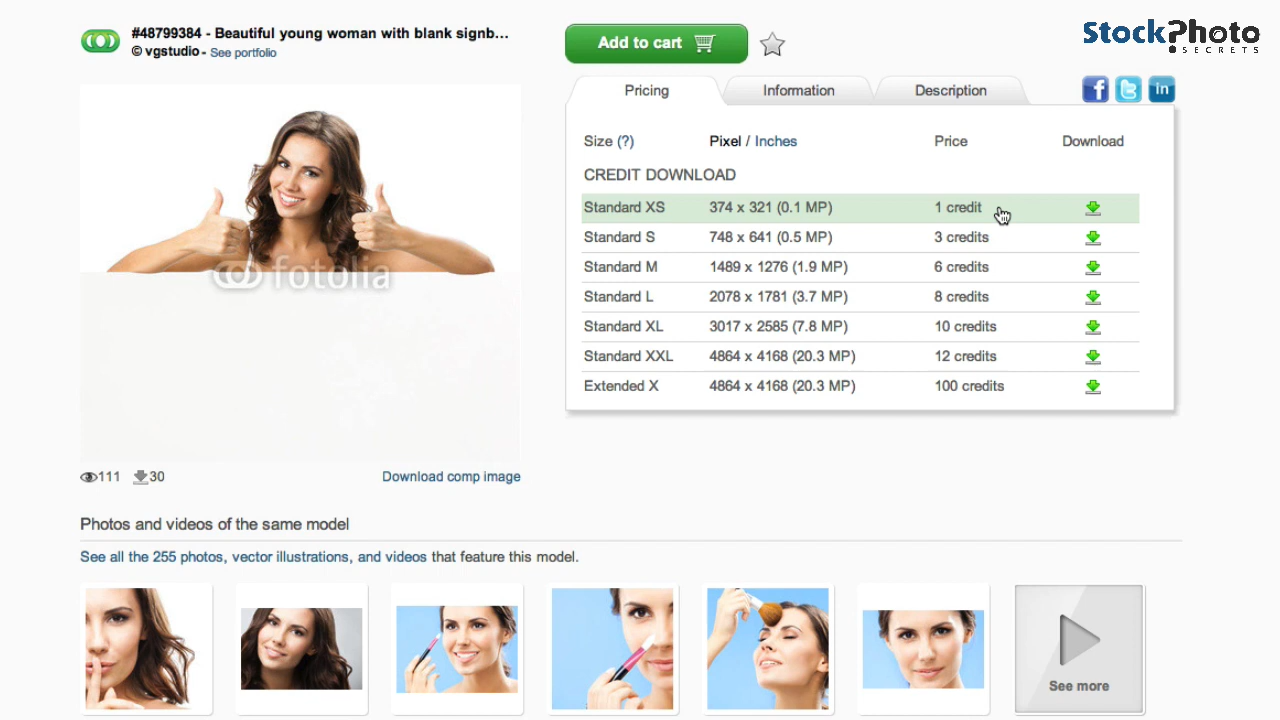 #48799384 - Beautiful young woman with blank signb...
© vgstudio - See portfolio
Add to cart
StockPhoto
SECRETS
Pricing
Information
Description
f
in
Size (?) Pixel / Inches Price Download
CREDIT DOWNLOAD
Standard XS 374 x 321 (0.1 MP) 1 credit
Standard S 748 x 641 (0.5 MP) 3 credits
Standard M 1489 x 1276 (1.9 MP) 6 credits
Standard L 2078 x 1781 (3.7 MP) 8 credits
Standard XL 3017 x 2585 (7.8 MP) 10 credits
Standard XXL 4864 x 4168 (20.3 MP) 12 credits
Extended X 4864 x 4168 (20.3 MP) 100 credits
fotolia
111 30 Download comp image
Photos and videos of the same model
See all the 255 photos, vector illustrations, and videos that feature this model.
See more